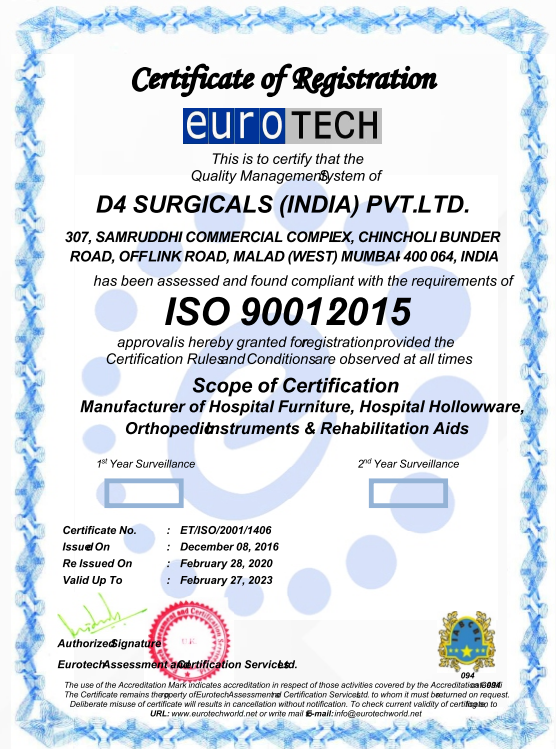 Certificate of Registration
euro TECH
This is to certify that the
Quality Management System of
D4 SURGICALS (INDIA) PVT.LTD.
307, SAMRUDDHI COMMERCIAL COMPLEX, CHINCHOLI BUNDER
ROAD, OFF LINK ROAD, MALAD (WEST) MUMBAI- 400 064, INDIA
has been assessed and found compliant with the requirements of
ISO 90012015
approval is hereby granted for registration provided the
Certification Rules and Conditions are observed at all times
Scope of Certification
Manufacturer of Hospital Furniture, Hospital Hollowware,
Orthopedic Instruments & Rehabilitation Aids
1st Year Surveillance 2nd Year Surveillance
Certificate No. : ET/ISO/2001/1406
Issued On : December 08, 2016
Re Issued On : February 28, 2020
Valid Up To : February 27, 2023
U.K.
Authorized Signature
Eurotech Assessment and Certification Services Ltd.
094
The use of the Accreditation Mark indicates accreditation in respect of those activities covered by the Accreditation 094
The Certificate remains the property of Eurotech Assessment and Certification Services Ltd. to whom it must be returned on request.
Deliberate misuse of certificate will results in cancellation without notification. To check current validity of certificate, log on to
URL: www.eurotechworld.net or write mail to E-mail: info@eurotechworld.net